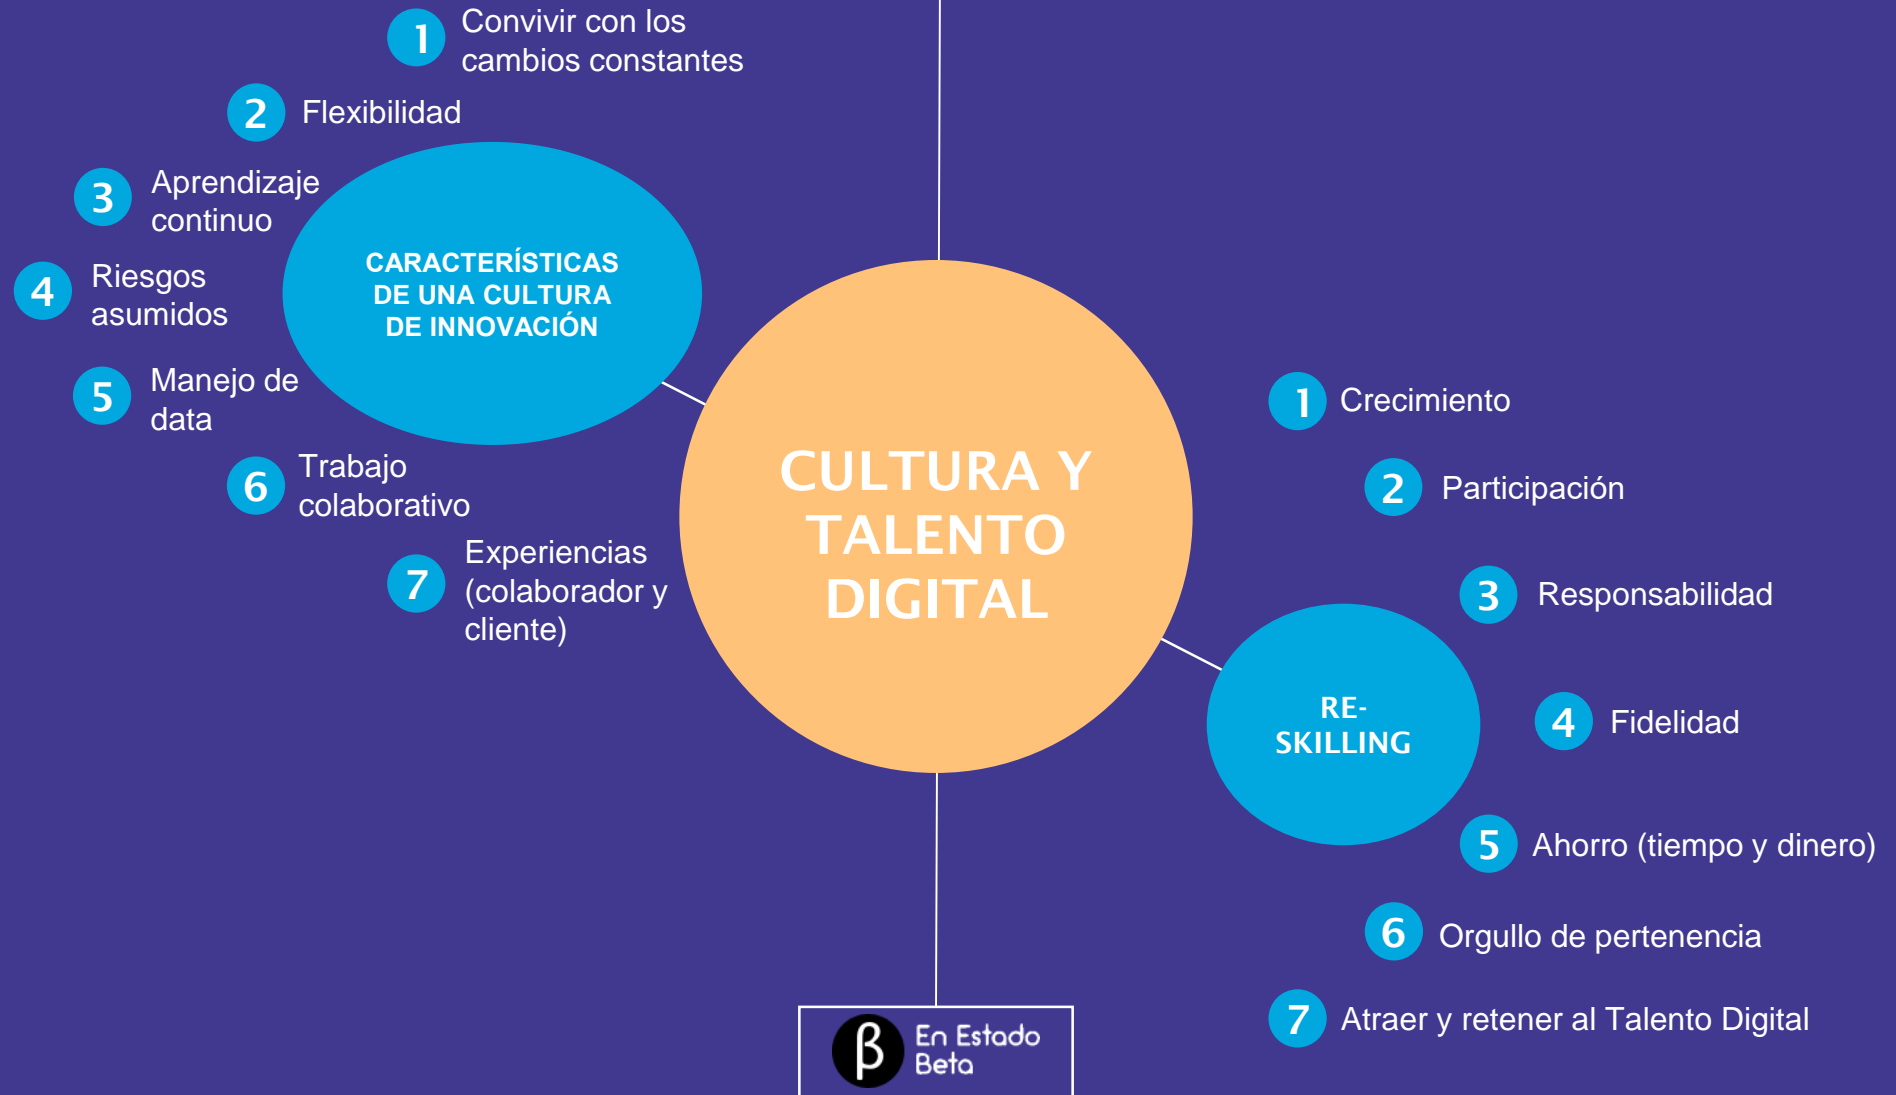 1
Convivir con los
cambios constantes
2
Flexibilidad
3
Aprendizaje
continuo
4
Riesgos
asumidos
5
Manejo de
data
6
Trabajo
colaborativo
7
Experiencias
(colaborador y
cliente)
CARACTERÍSTICAS
DE UNA CULTURA
DE INNOVACIÓN
CULTURA Y
TALENTO
DIGITAL
RE-
SKILLING
1
Crecimiento
2
Participación
3
Responsabilidad
4
Fidelidad
5
Ahorro (tiempo y dinero)
6
Orgullo de pertenencia
7
Atraer y retener al Talento Digital
β
En Estado
Beta